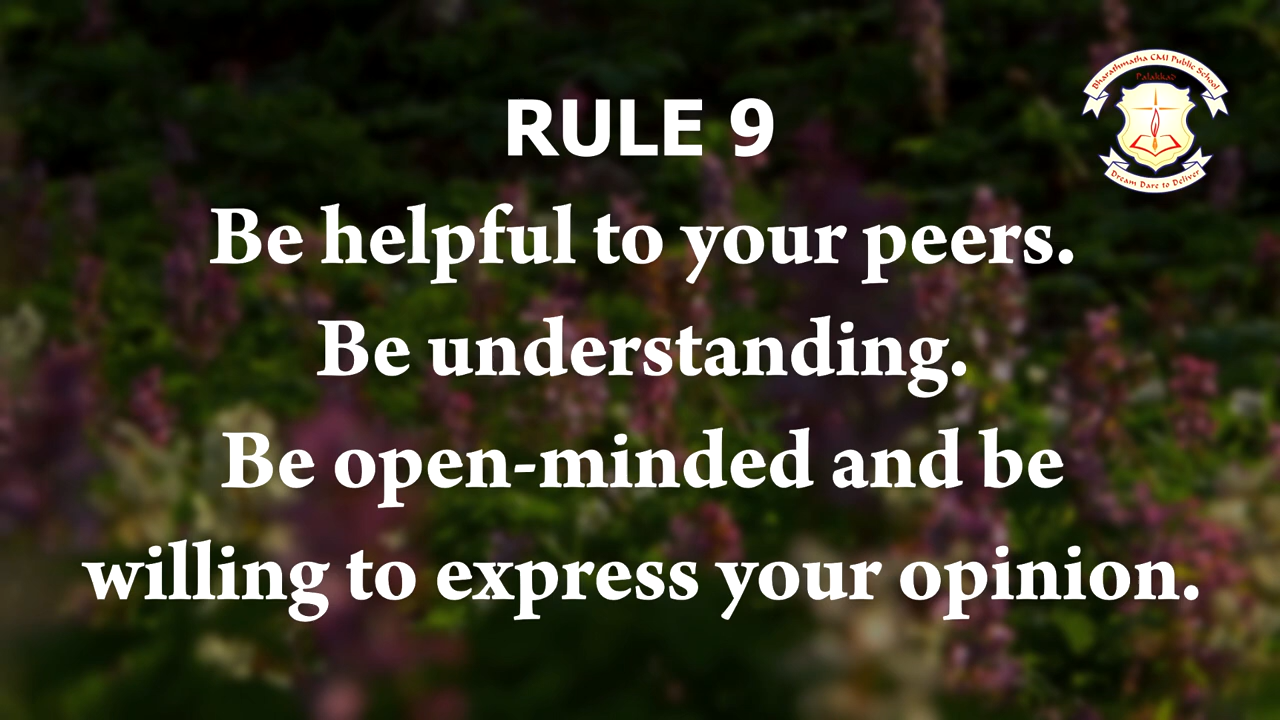 Bharathmatha CMI Public School
Palakkad
Dream Dare to Deliver
RULE 9
Be helpful to your peers.
Be understanding.
Be open-minded and be
willing to express your opinion.